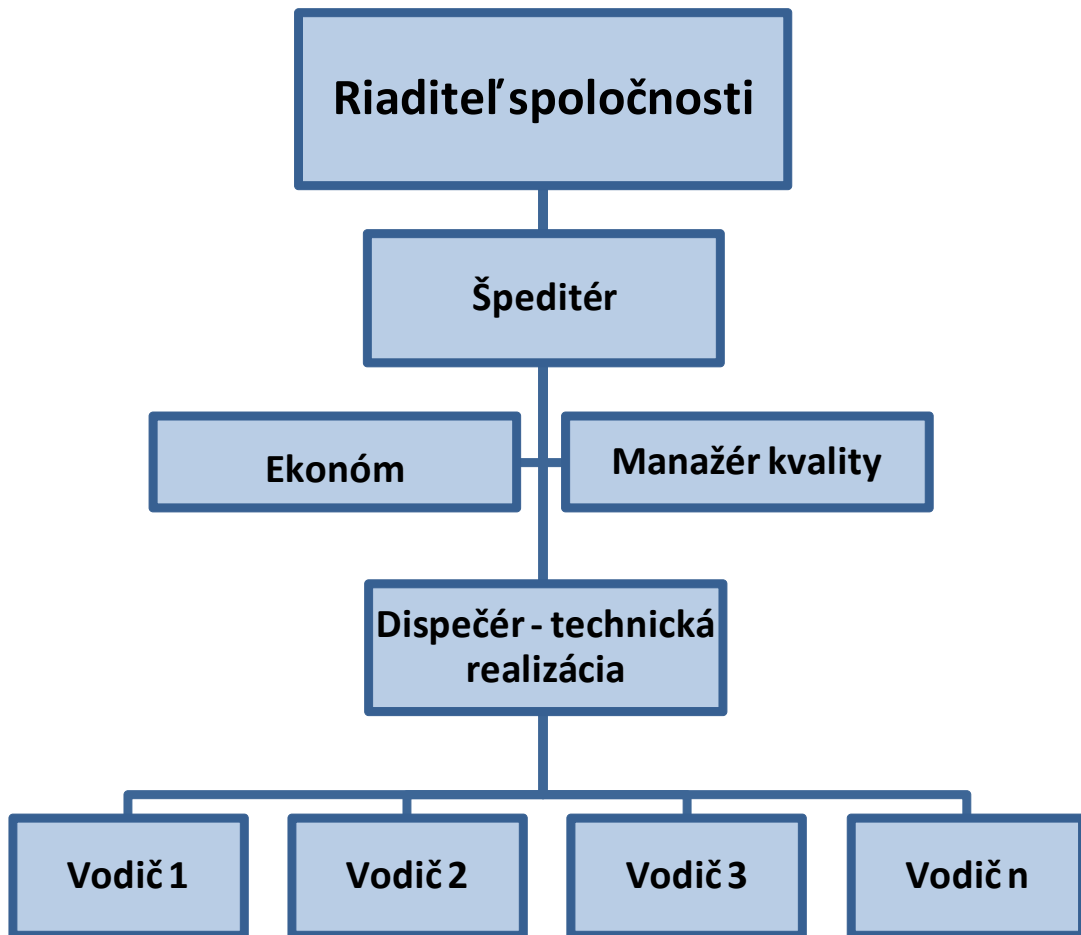 Riaditeľ spoločnosti
Špeditér
Ekonóm
Manažér kvality
Dispečér - technická
realizácia
Vodič 1
Vodič 2
Vodič 3
Vodič n